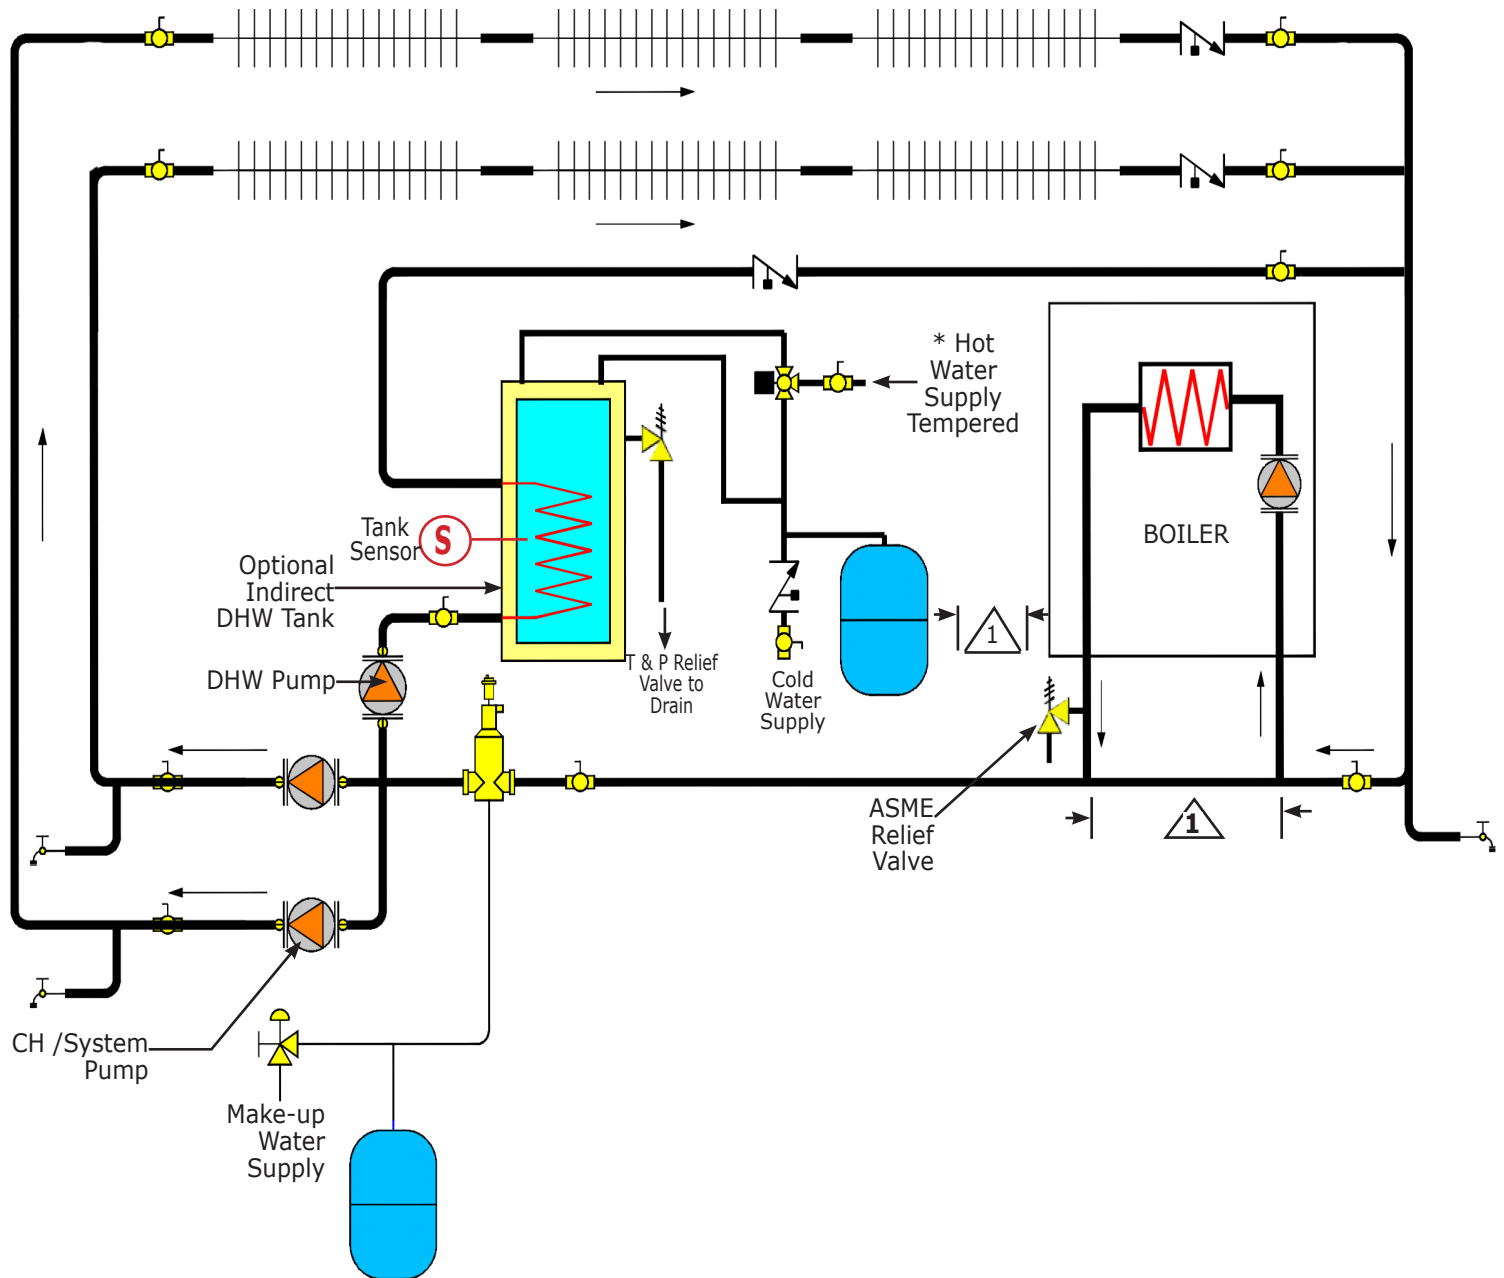 * Hot
Water
Supply
Tempered
BOILER
Tank
Sensor
S
Optional
Indirect
DHW Tank
1
T & P Relief
Valve to
Drain
Cold
Water
Supply
DHW Pump
ASME
Relief
Valve
1
CH /System
Pump
Make-up
Water
Supply